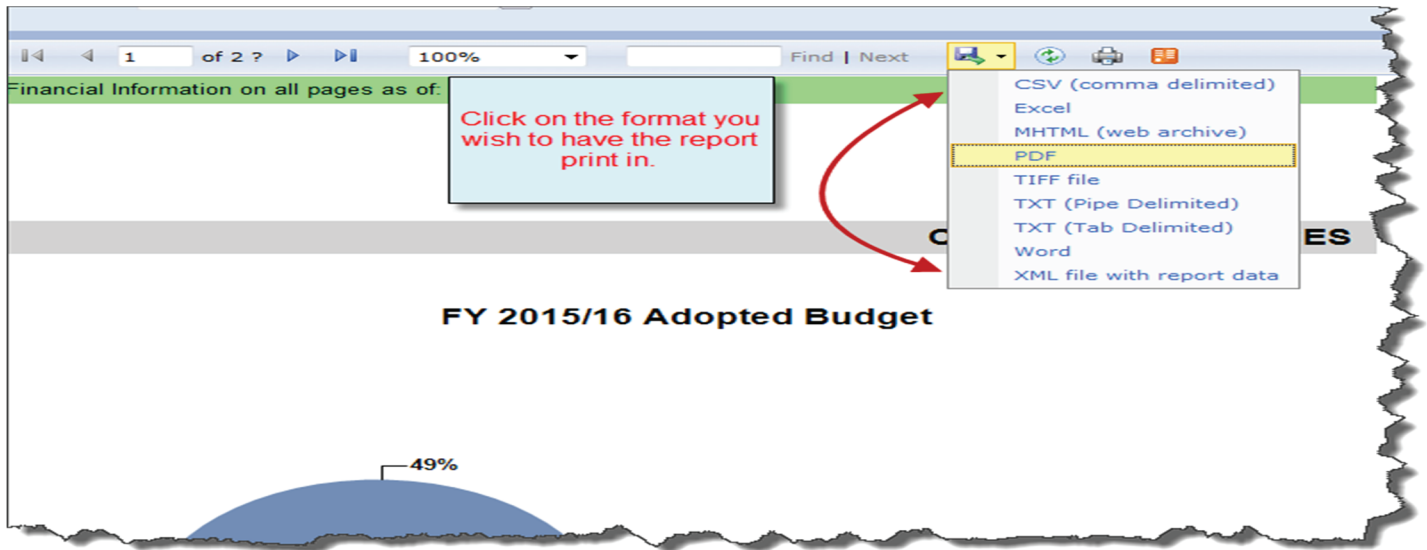 1 of 2 ? 100% Find | Next
Financial Information on all pages as of:
Click on the format you
wish to have the report
print in.
CSV (comma delimited)
Excel
MHTML (web archive)
PDF
TIFF file
TXT (Pipe Delimited)
TXT (Tab Delimited)
Word
XML file with report data
FY 2015/16 Adopted Budget
49%